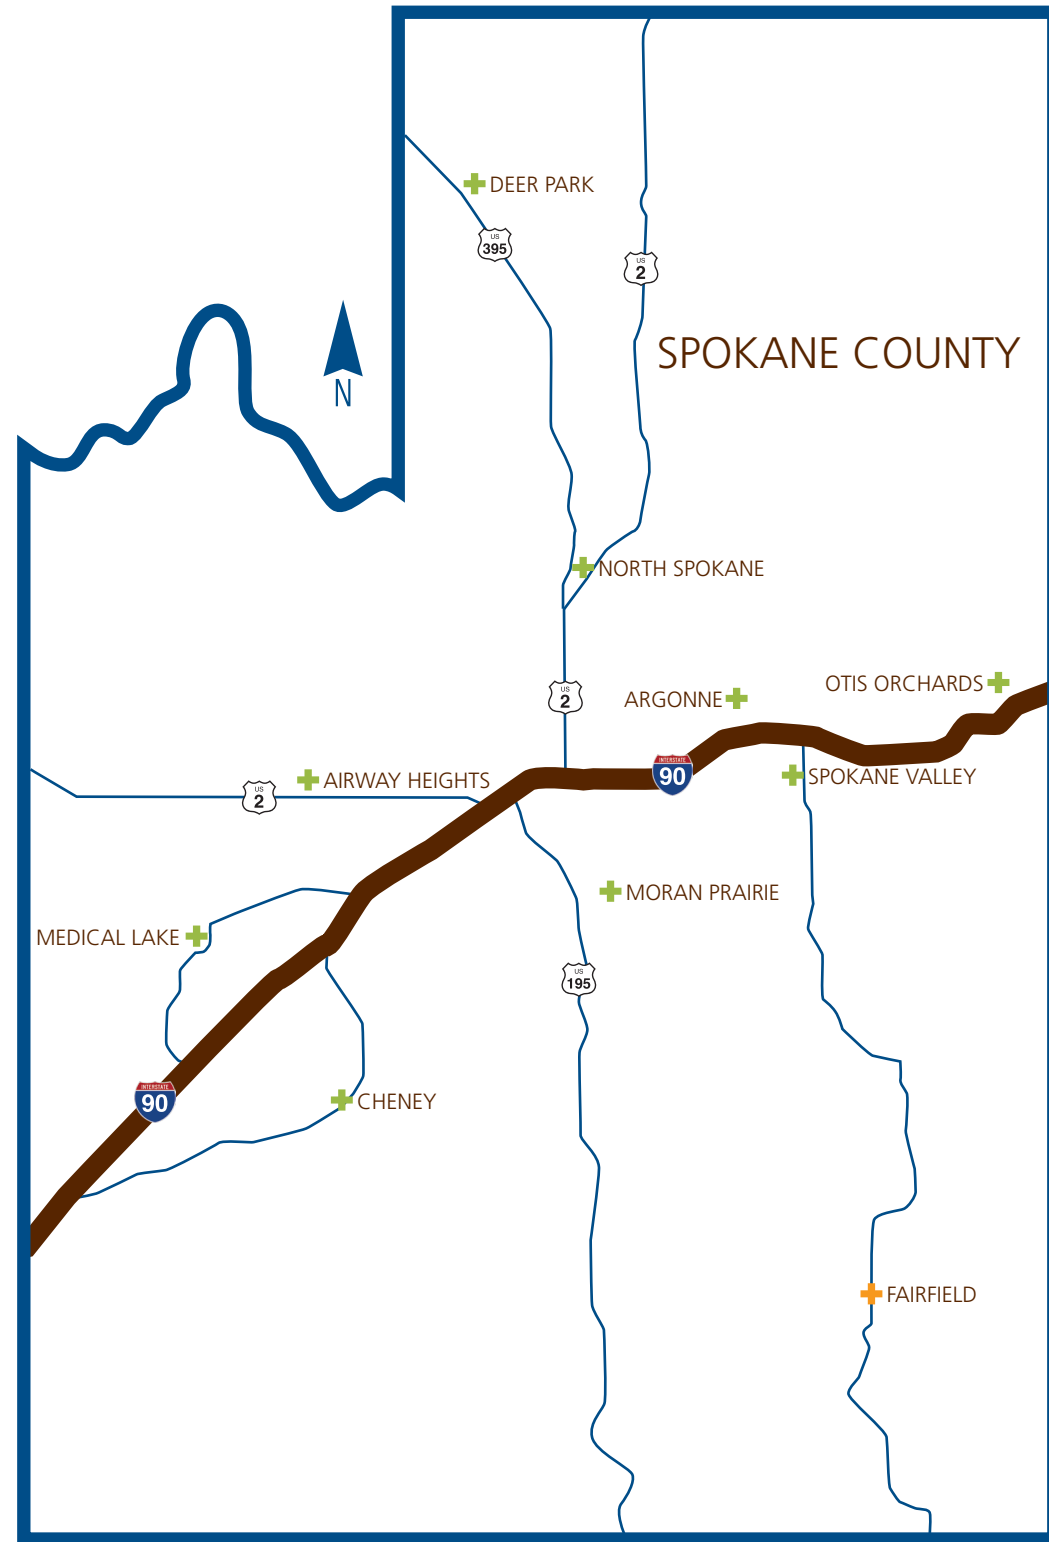 DEER PARK
US
395
US
2
SPOKANE COUNTY
N
NORTH SPOKANE
OTIS ORCHARDS
US
2
ARGONNE
INTERSTATE
90
SPOKANE VALLEY
AIRWAY HEIGHTS
US
2
MORAN PRAIRIE
MEDICAL LAKE
US
195
INTERSTATE
90
CHENEY
FAIRFIELD